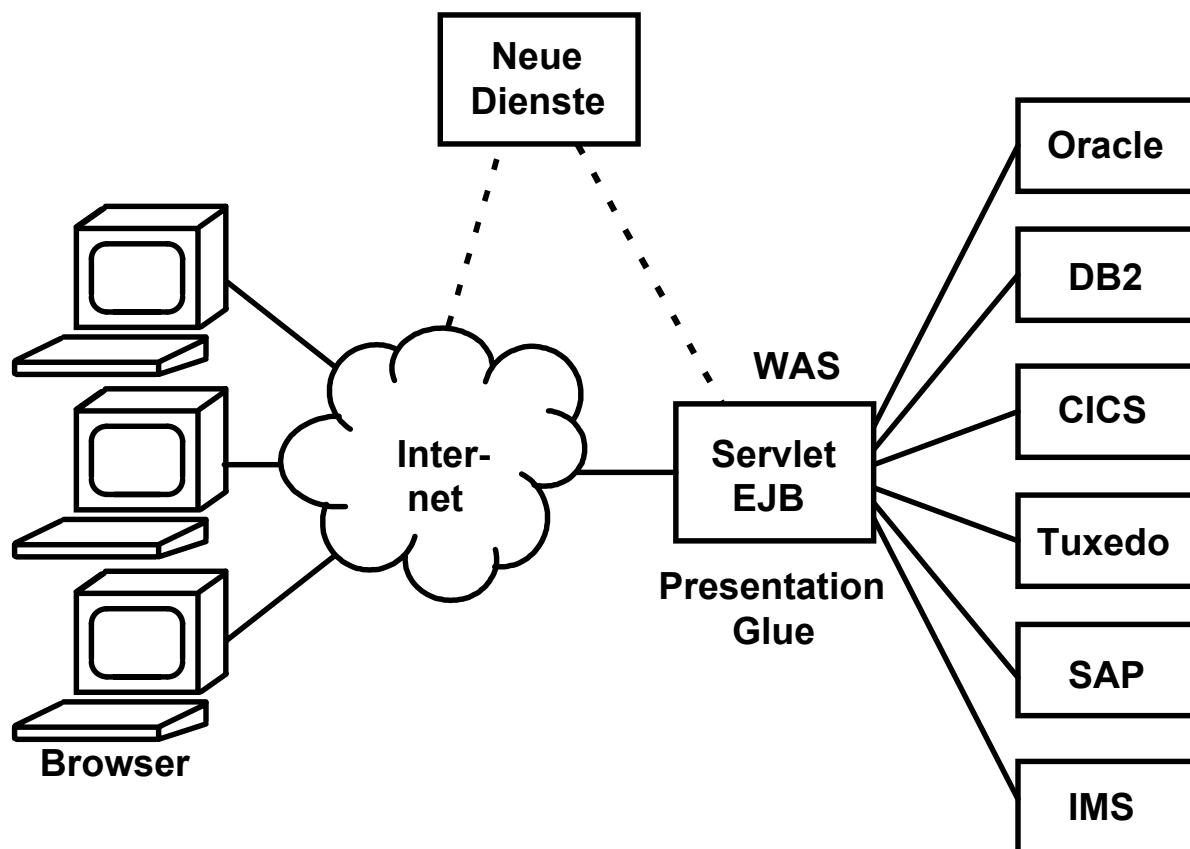 Neue
Dienste
Oracle
DB2
WAS
CICS
Inter-
net
Servlet
EJB
Tuxedo
Presentation
Glue
SAP
Browser
IMS